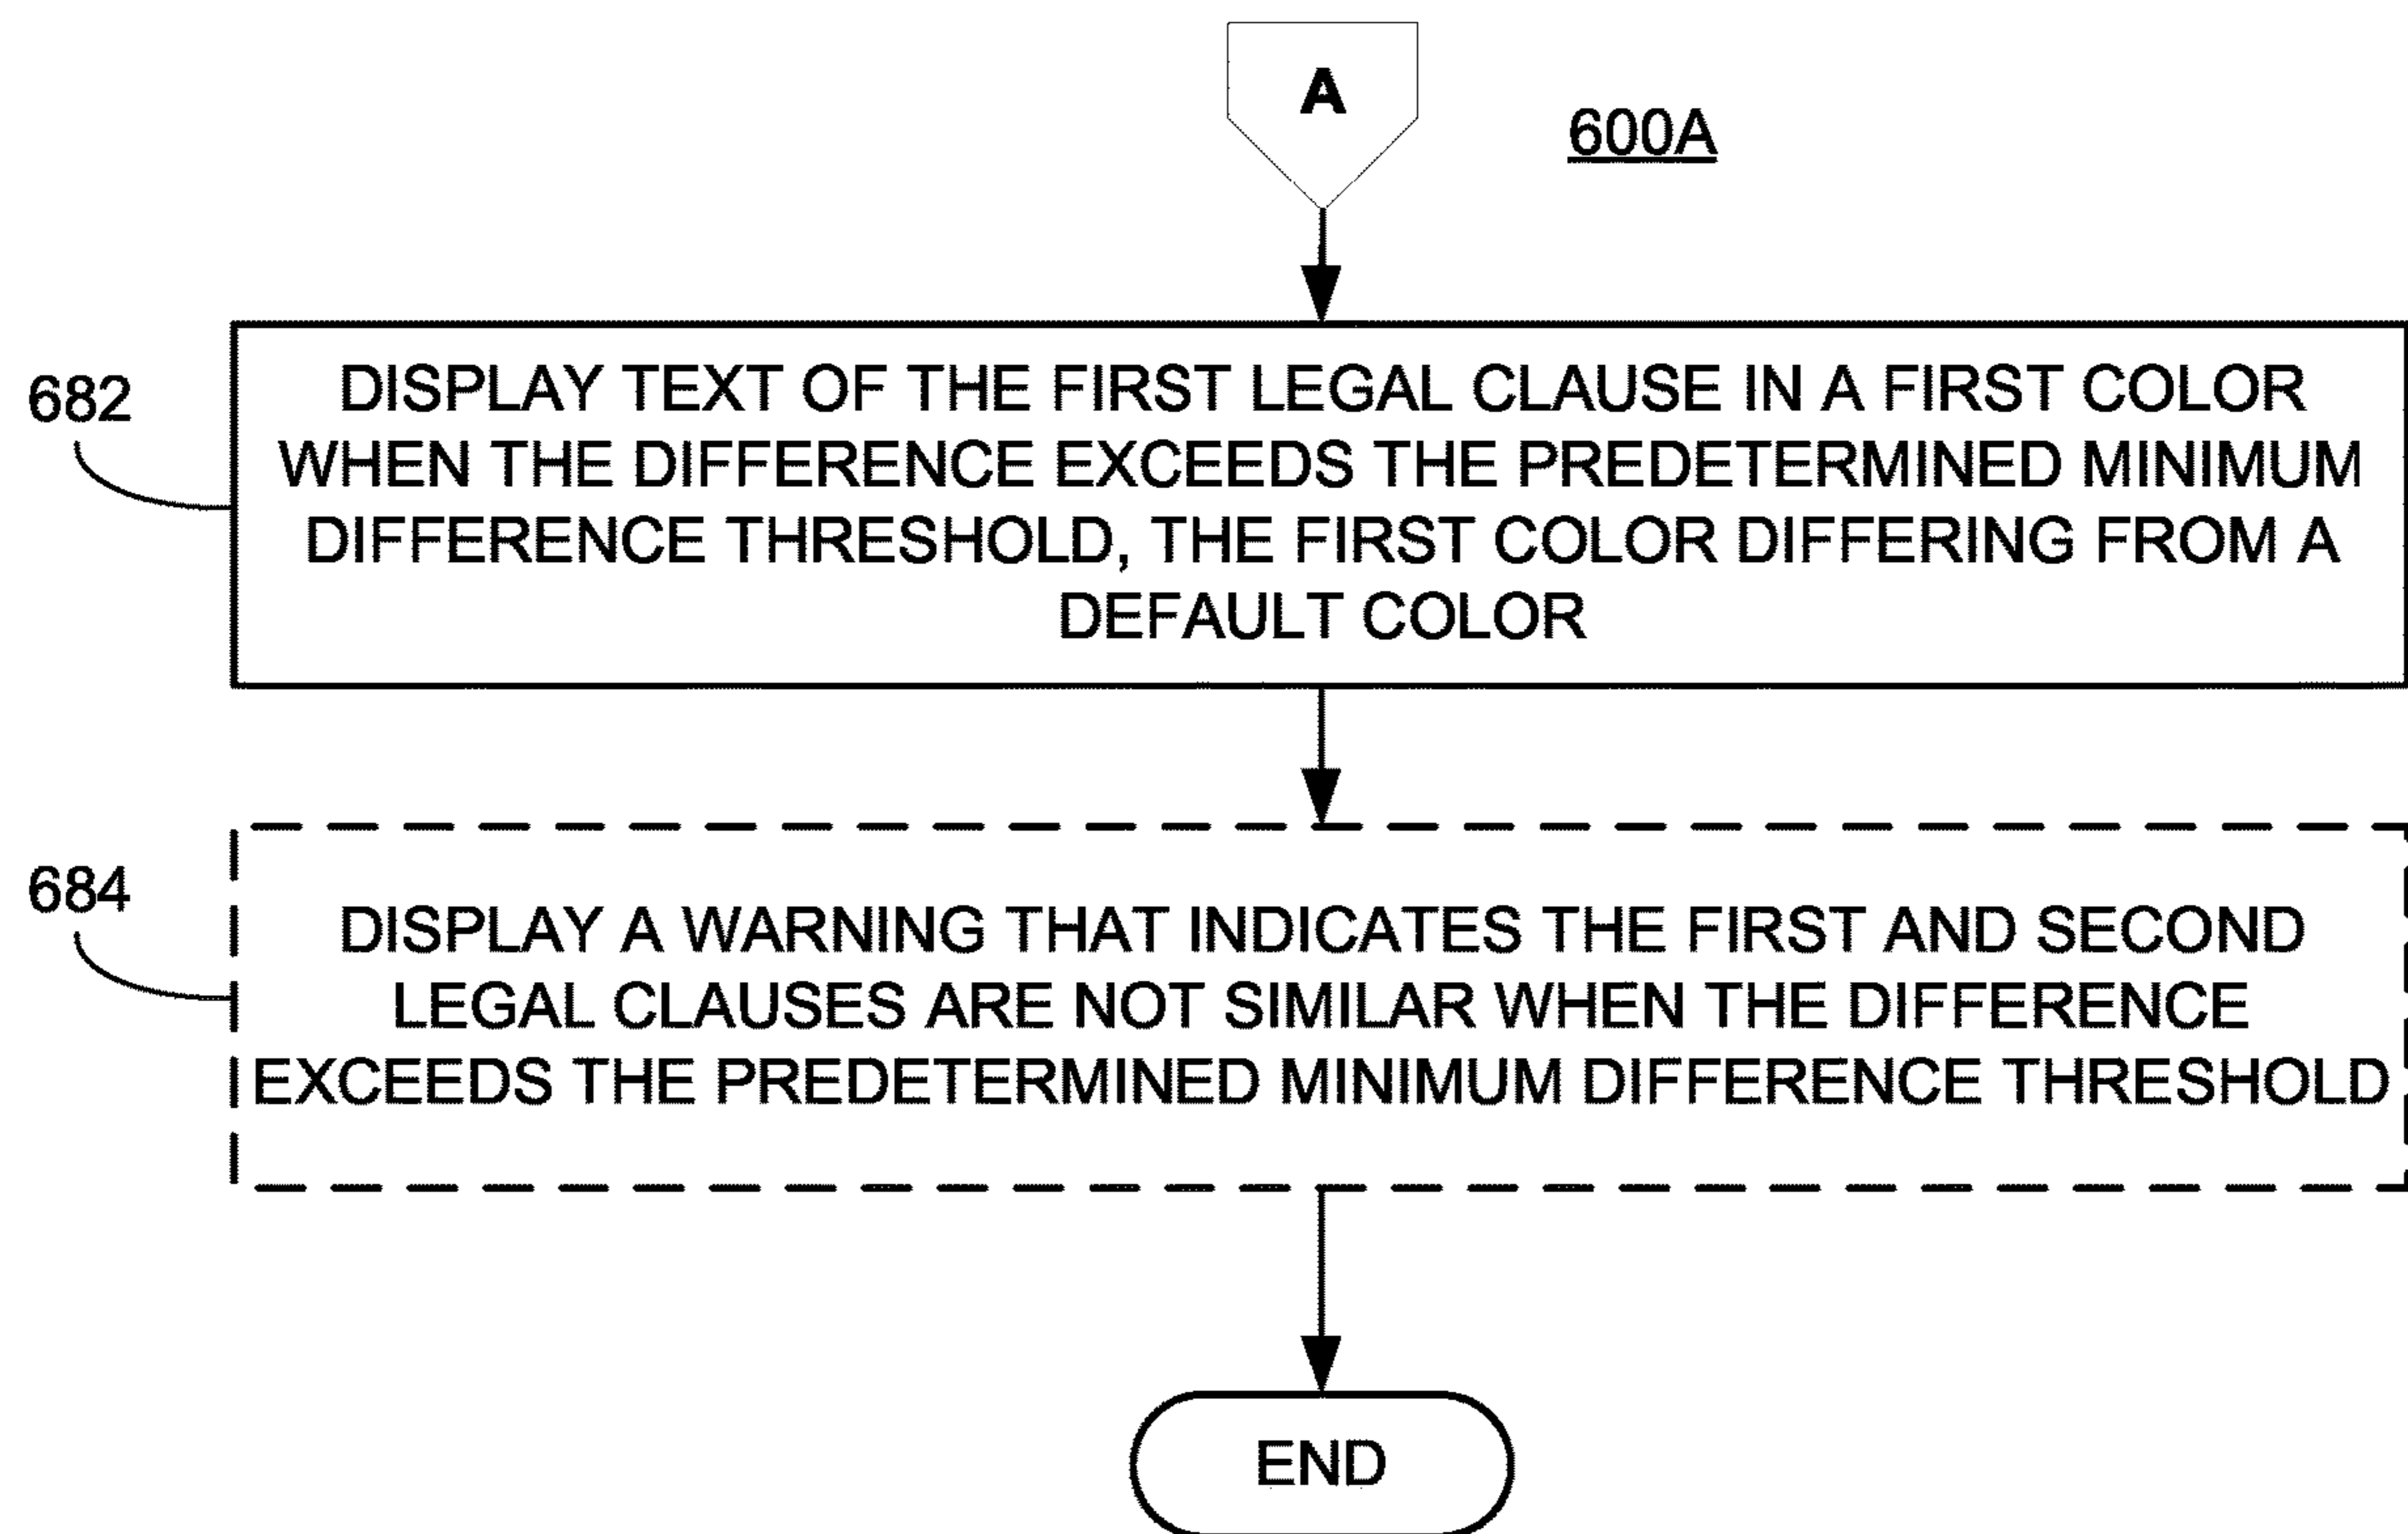 A
600A
682
DISPLAY TEXT OF THE FIRST LEGAL CLAUSE IN A FIRST COLOR
WHEN THE DIFFERENCE EXCEEDS THE PREDETERMINED MINIMUM
DIFFERENCE THRESHOLD, THE FIRST COLOR DIFFERING FROM A
DEFAULT COLOR
684
DISPLAY A WARNING THAT INDICATES THE FIRST AND SECOND
LEGAL CLAUSES ARE NOT SIMILAR WHEN THE DIFFERENCE
EXCEEDS THE PREDETERMINED MINIMUM DIFFERENCE THRESHOLD
END